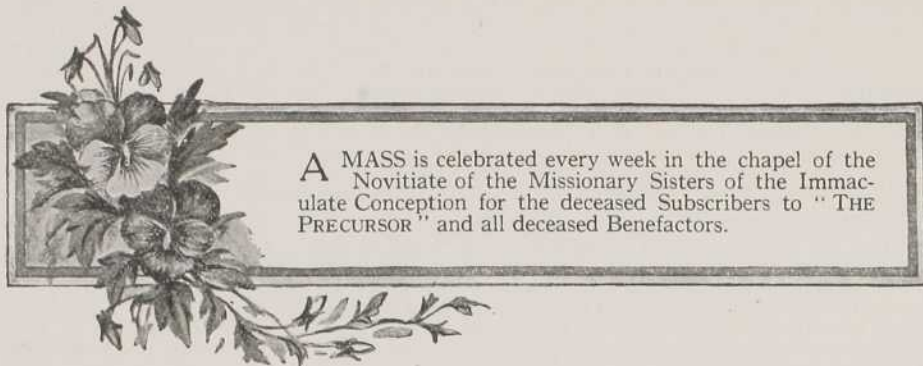 A MASS is celebrated every week in the chapel of the
Novitiate of the Missionary Sisters of the Immac-
ulate Conception for the deceased Subscribers to “ THE
PRECURSOR ” and all deceased Benefactors.